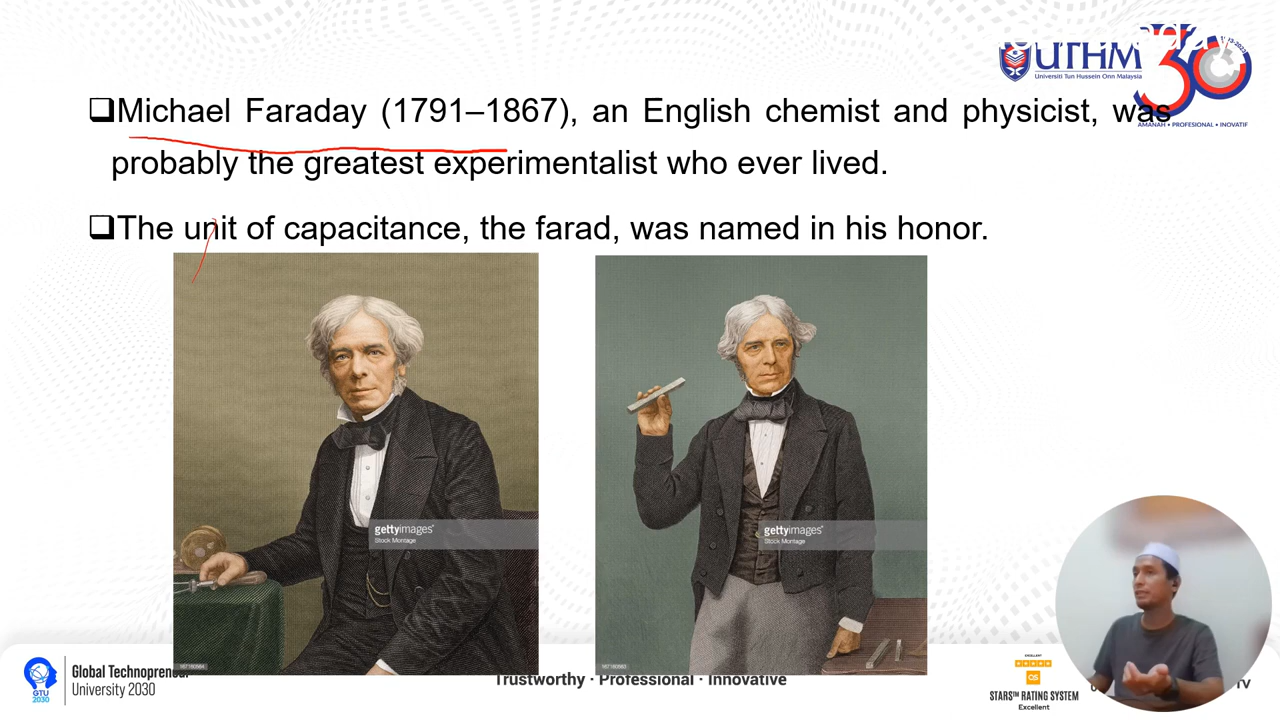 UTHM
Universiti Tun Hussein Onn Malaysia
30
AMANAH • PROFESIONAL • INOVATIF
❑Michael Faraday (1791–1867), an English chemist and physicist, was
probably the greatest experimentalist who ever lived.
❑The unit of capacitance, the farad, was named in his honor.
gettyimages®
Stock Montage
gettyimages®
Stock Montage
GTU
2030
Global Technopreneur
University 2030
Trustworthy · Professional · Innovative
EXCELLENT
QS
STARS™ RATING SYSTEM
Excellent